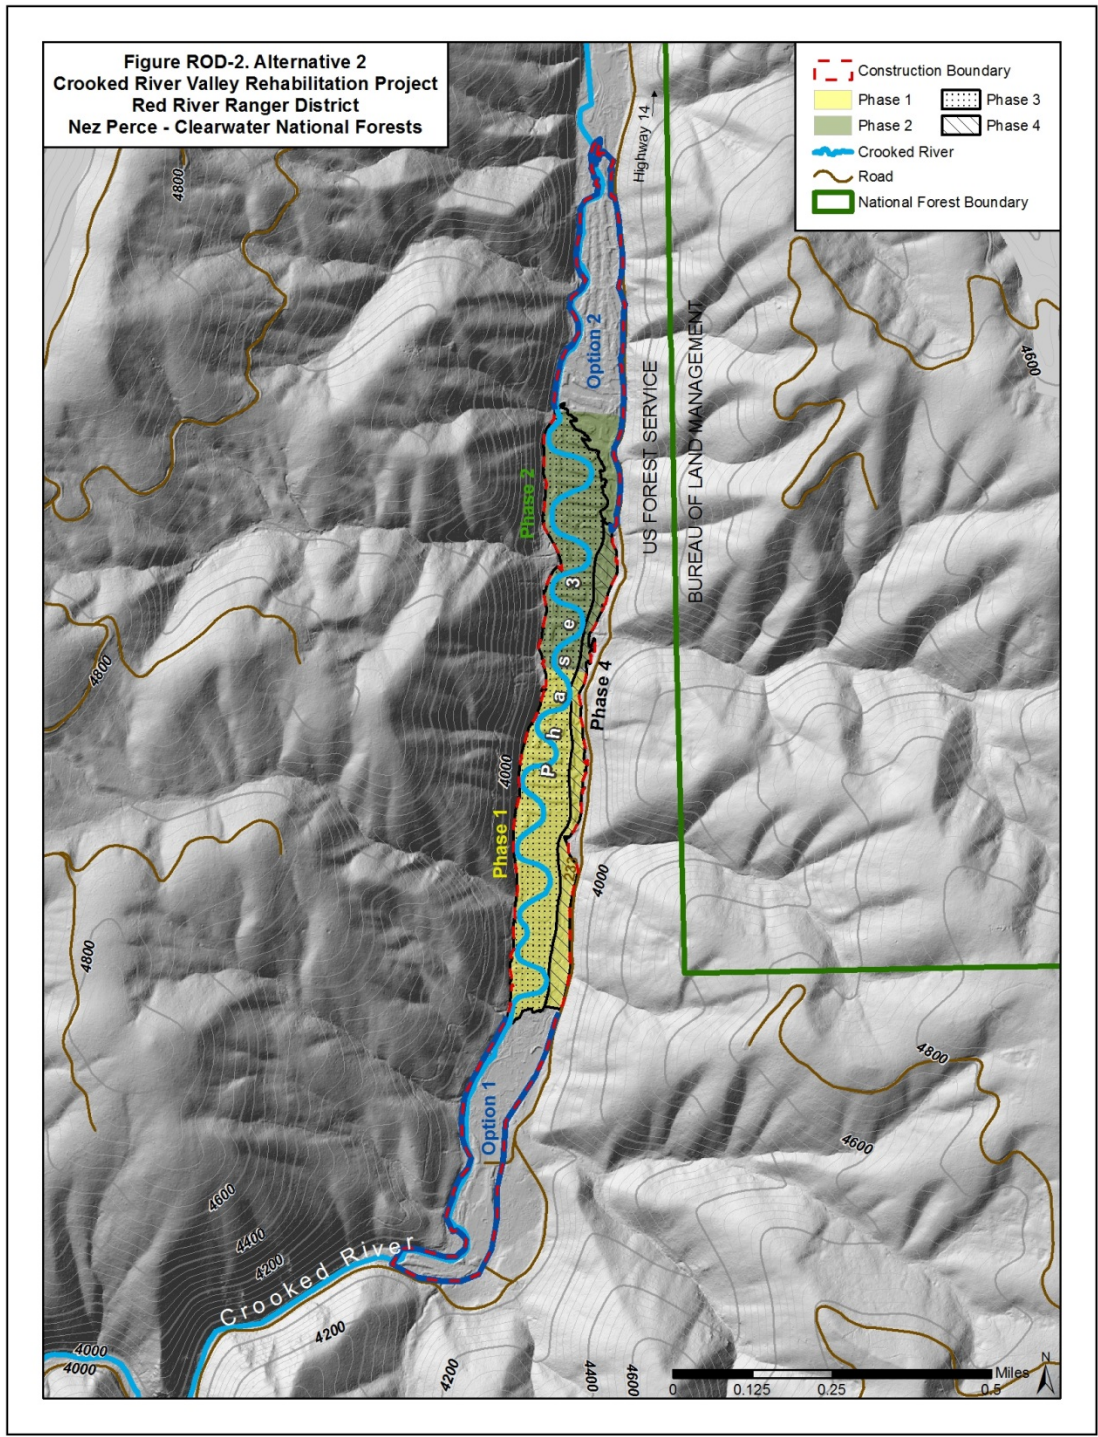 Figure ROD-2. Alternative 2
Crooked River Valley Rehabilitation Project
Red River Ranger District
Nez Perce - Clearwater National Forests
Construction Boundary
Phase 1
Phase 3
Phase 2
Phase 4
Crooked River
Road
National Forest Boundary
Highway 14
4800
4600
Option 2
US FOREST SERVICE
BUREAU OF LAND MANAGEMENT
Phase 2
Phase 3
4800
Phase 4
4000
Phase 1
232
4000
4800
4800
Option 1
4600
4600
4400
4200
Crooked River
4200
4000
4000
4200
4400
4600
Miles
N
0
0.125
0.25
0.5